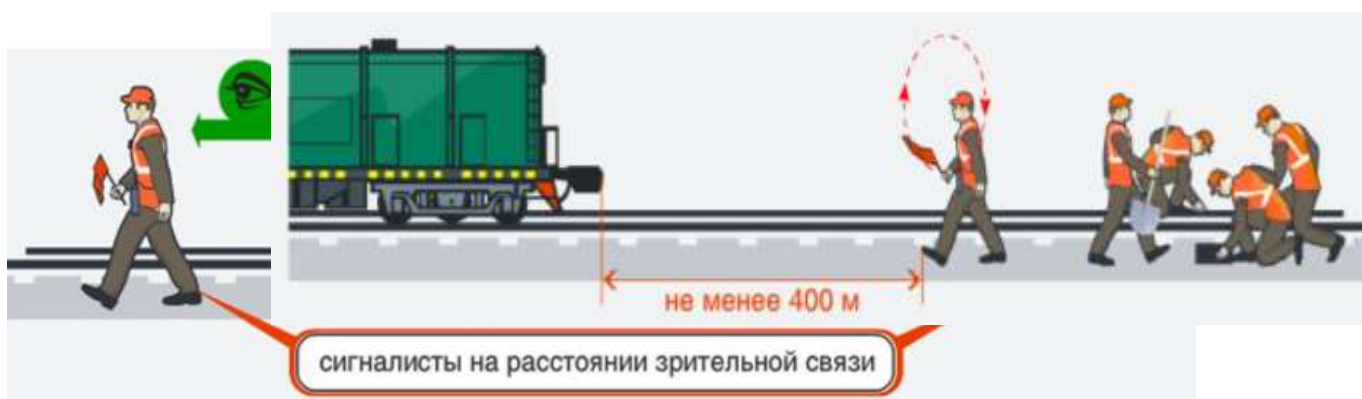 не менее 400 м
сигналисты на расстоянии зрительной связи